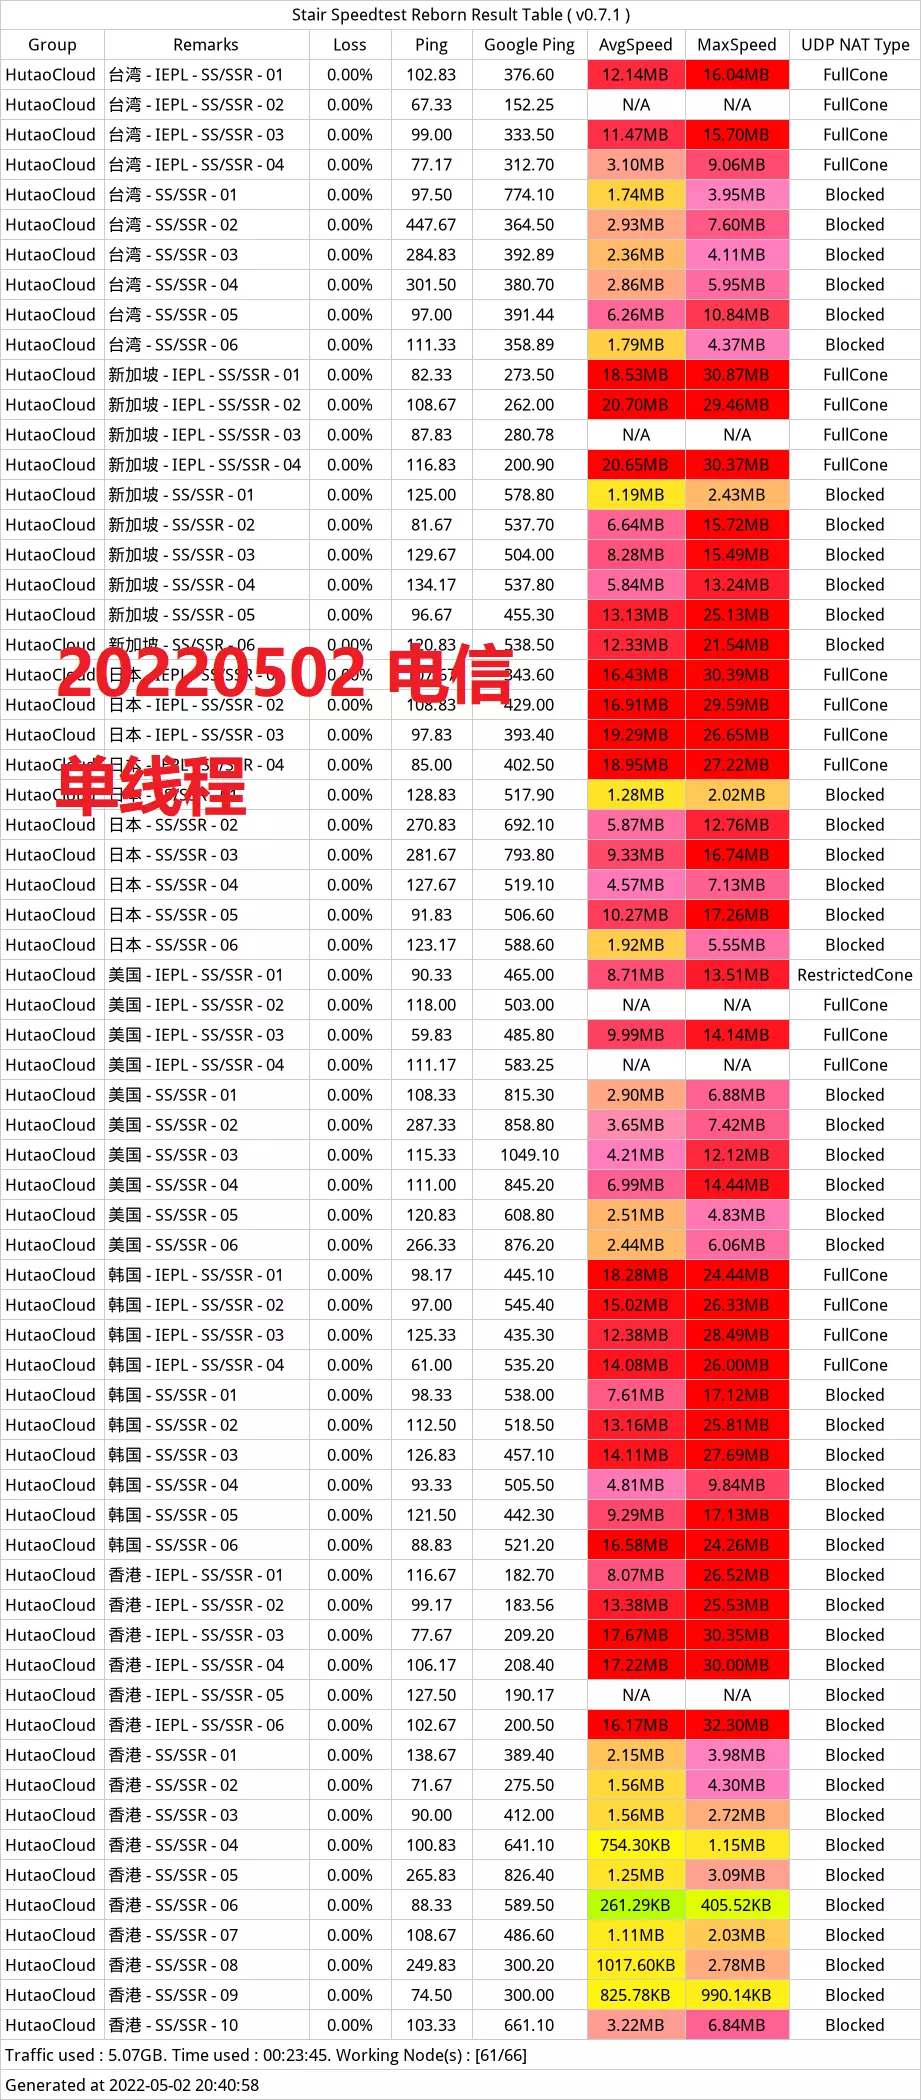 Stair Speedtest Reborn Result Table ( v0.7.1 )
Group Remarks Loss Ping Google Ping AvgSpeed MaxSpeed UDP NAT Type
HutaoCloud 台湾 - IEPL - SS/SSR - 01 0.00% 102.83 376.60 12.14MB 16.04MB FullCone
HutaoCloud 台湾 - IEPL - SS/SSR - 02 0.00% 67.33 152.25 N/A N/A FullCone
HutaoCloud 台湾 - IEPL - SS/SSR - 03 0.00% 99.00 333.50 11.47MB 15.70MB FullCone
HutaoCloud 台湾 - IEPL - SS/SSR - 04 0.00% 77.17 312.70 3.10MB 9.06MB FullCone
HutaoCloud 台湾 - SS/SSR - 01 0.00% 97.50 774.10 1.74MB 3.95MB Blocked
HutaoCloud 台湾 - SS/SSR - 02 0.00% 447.67 364.50 2.93MB 7.60MB Blocked
HutaoCloud 台湾 - SS/SSR - 03 0.00% 284.83 392.89 2.36MB 4.11MB Blocked
HutaoCloud 台湾 - SS/SSR - 04 0.00% 301.50 380.70 2.86MB 5.95MB Blocked
HutaoCloud 台湾 - SS/SSR - 05 0.00% 97.00 391.44 6.26MB 10.84MB Blocked
HutaoCloud 台湾 - SS/SSR - 06 0.00% 111.33 358.89 1.79MB 4.37MB Blocked
HutaoCloud 新加坡 - IEPL - SS/SSR - 01 0.00% 82.33 273.50 18.53MB 30.87MB FullCone
HutaoCloud 新加坡 - IEPL - SS/SSR - 02 0.00% 108.67 262.00 20.70MB 29.46MB FullCone
HutaoCloud 新加坡 - IEPL - SS/SSR - 03 0.00% 87.83 280.78 N/A N/A FullCone
HutaoCloud 新加坡 - IEPL - SS/SSR - 04 0.00% 116.83 200.90 20.65MB 30.37MB FullCone
HutaoCloud 新加坡 - SS/SSR - 01 0.00% 125.00 578.80 1.19MB 2.43MB Blocked
HutaoCloud 新加坡 - SS/SSR - 02 0.00% 81.67 537.70 6.64MB 15.72MB Blocked
HutaoCloud 新加坡 - SS/SSR - 03 0.00% 129.67 504.00 8.28MB 15.49MB Blocked
HutaoCloud 新加坡 - SS/SSR - 04 0.00% 134.17 537.80 5.84MB 13.24MB Blocked
HutaoCloud 新加坡 - SS/SSR - 05 0.00% 96.67 455.30 13.13MB 25.13MB Blocked
HutaoCloud 新加坡 - SS/SSR - 06 0.00% 120.83 538.50 12.33MB 21.54MB Blocked
20220502 电信
日本 - IEPL - SS/SSR 343.60 16.43MB 30.39MB FullCone
HutaoCloud 日本 - IEPL - SS/SSR - 02 0.00% 108.83 429.00 16.91MB 29.59MB FullCone
HutaoCloud 日本 - IEPL - SS/SSR - 03 0.00% 97.83 393.40 19.29MB 26.65MB FullCone
HutaoCloud 日本 - IEPL - SS/SSR - 04 0.00% 85.00 402.50 18.95MB 27.22MB FullCone
单线程
HutaoCloud 日本 - SS/SSR - 01 0.00% 128.83 517.90 1.28MB 2.02MB Blocked
HutaoCloud 日本 - SS/SSR - 02 0.00% 270.83 692.10 5.87MB 12.76MB Blocked
HutaoCloud 日本 - SS/SSR - 03 0.00% 281.67 793.80 9.33MB 16.74MB Blocked
HutaoCloud 日本 - SS/SSR - 04 0.00% 127.67 519.10 4.57MB 7.13MB Blocked
HutaoCloud 日本 - SS/SSR - 05 0.00% 91.83 506.60 10.27MB 17.26MB Blocked
HutaoCloud 日本 - SS/SSR - 06 0.00% 123.17 588.60 1.92MB 5.55MB Blocked
HutaoCloud 美国 - IEPL - SS/SSR - 01 0.00% 90.33 465.00 8.71MB 13.51MB RestrictedCone
HutaoCloud 美国 - IEPL - SS/SSR - 02 0.00% 118.00 503.00 N/A N/A FullCone
HutaoCloud 美国 - IEPL - SS/SSR - 03 0.00% 59.83 485.80 9.99MB 14.14MB FullCone
HutaoCloud 美国 - IEPL - SS/SSR - 04 0.00% 111.17 583.25 N/A N/A FullCone
HutaoCloud 美国 - SS/SSR - 01 0.00% 108.33 815.30 2.90MB 6.88MB Blocked
HutaoCloud 美国 - SS/SSR - 02 0.00% 287.33 858.80 3.65MB 7.42MB Blocked
HutaoCloud 美国 - SS/SSR - 03 0.00% 115.33 1049.10 4.21MB 12.12MB Blocked
HutaoCloud 美国 - SS/SSR - 04 0.00% 111.00 845.20 6.99MB 14.44MB Blocked
HutaoCloud 美国 - SS/SSR - 05 0.00% 120.83 608.80 2.51MB 4.83MB Blocked
HutaoCloud 美国 - SS/SSR - 06 0.00% 266.33 876.20 2.44MB 6.06MB Blocked
HutaoCloud 韩国 - IEPL - SS/SSR - 01 0.00% 98.17 445.10 18.28MB 24.44MB FullCone
HutaoCloud 韩国 - IEPL - SS/SSR - 02 0.00% 97.00 545.40 15.02MB 26.33MB FullCone
HutaoCloud 韩国 - IEPL - SS/SSR - 03 0.00% 125.33 435.30 12.38MB 28.49MB FullCone
HutaoCloud 韩国 - IEPL - SS/SSR - 04 0.00% 61.00 535.20 14.08MB 26.00MB FullCone
HutaoCloud 韩国 - SS/SSR - 01 0.00% 98.33 538.00 7.61MB 17.12MB Blocked
HutaoCloud 韩国 - SS/SSR - 02 0.00% 112.50 518.50 13.16MB 25.81MB Blocked
HutaoCloud 韩国 - SS/SSR - 03 0.00% 126.83 457.10 14.11MB 27.69MB Blocked
HutaoCloud 韩国 - SS/SSR - 04 0.00% 93.33 505.50 4.81MB 9.84MB Blocked
HutaoCloud 韩国 - SS/SSR - 05 0.00% 121.50 442.30 9.29MB 17.13MB Blocked
HutaoCloud 韩国 - SS/SSR - 06 0.00% 88.83 521.20 16.58MB 24.26MB Blocked
HutaoCloud 香港 - IEPL - SS/SSR - 01 0.00% 116.67 182.70 8.07MB 26.52MB Blocked
HutaoCloud 香港 - IEPL - SS/SSR - 02 0.00% 99.17 183.56 13.38MB 25.53MB Blocked
HutaoCloud 香港 - IEPL - SS/SSR - 03 0.00% 77.67 209.20 17.67MB 30.35MB Blocked
HutaoCloud 香港 - IEPL - SS/SSR - 04 0.00% 106.17 208.40 17.22MB 30.00MB Blocked
HutaoCloud 香港 - IEPL - SS/SSR - 05 0.00% 127.50 190.17 N/A N/A Blocked
HutaoCloud 香港 - IEPL - SS/SSR - 06 0.00% 102.67 200.50 16.17MB 32.30MB Blocked
HutaoCloud 香港 - SS/SSR - 01 0.00% 138.67 389.40 2.15MB 3.98MB Blocked
HutaoCloud 香港 - SS/SSR - 02 0.00% 71.67 275.50 1.56MB 4.30MB Blocked
HutaoCloud 香港 - SS/SSR - 03 0.00% 90.00 412.00 1.56MB 2.72MB Blocked
HutaoCloud 香港 - SS/SSR - 04 0.00% 100.83 641.10 754.30KB 1.15MB Blocked
HutaoCloud 香港 - SS/SSR - 05 0.00% 265.83 826.40 1.25MB 3.09MB Blocked
HutaoCloud 香港 - SS/SSR - 06 0.00% 88.33 589.50 261.29KB 405.52KB Blocked
HutaoCloud 香港 - SS/SSR - 07 0.00% 108.67 486.60 1.11MB 2.03MB Blocked
HutaoCloud 香港 - SS/SSR - 08 0.00% 249.83 300.20 1017.60KB 2.78MB Blocked
HutaoCloud 香港 - SS/SSR - 09 0.00% 74.50 300.00 825.78KB 990.14KB Blocked
HutaoCloud 香港 - SS/SSR - 10 0.00% 103.33 661.10 3.22MB 6.84MB Blocked
Traffic used : 5.07GB. Time used : 00:23:45. Working Node(s) : [61/66]
Generated at 2022-05-02 20:40:58